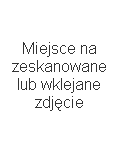 Miejsce na
zeskanowane
lub wklejane
zdjęcie